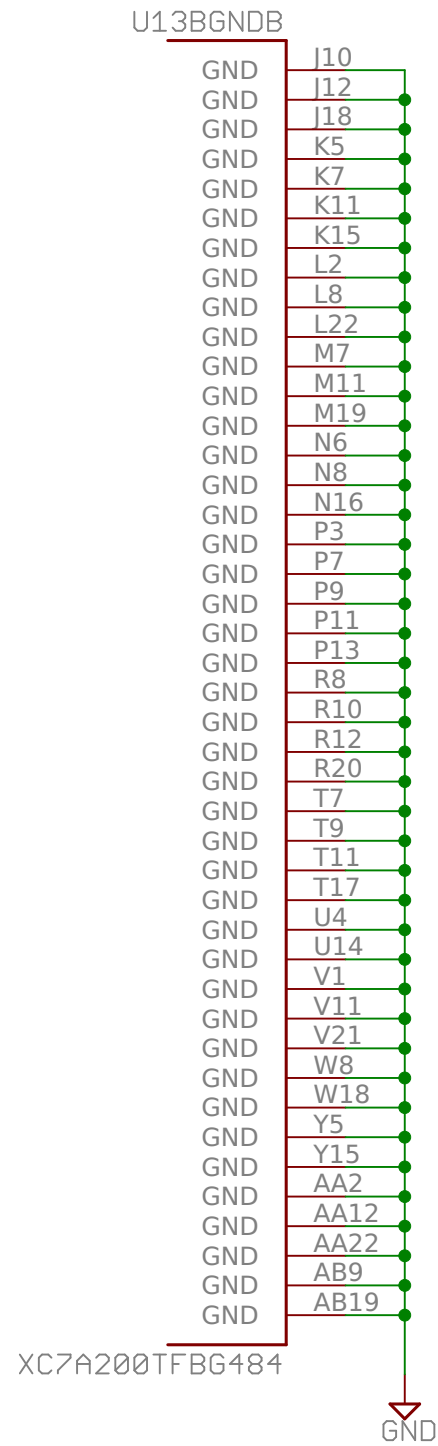 U13BGNDB
GND J10
GND J12
GND J18
GND K5
GND K7
GND K11
GND K15
GND L2
GND L8
GND L22
GND M7
GND M11
GND M19
GND N6
GND N8
GND N16
GND P3
GND P7
GND P9
GND P11
GND P13
GND R8
GND R10
GND R12
GND R20
GND T7
GND T9
GND T11
GND T17
GND U4
GND U14
GND V1
GND V11
GND V21
GND W8
GND W18
GND Y5
GND Y15
GND AA2
GND AA12
GND AA22
GND AB9
GND AB19
XC7A200TFBG484
GND